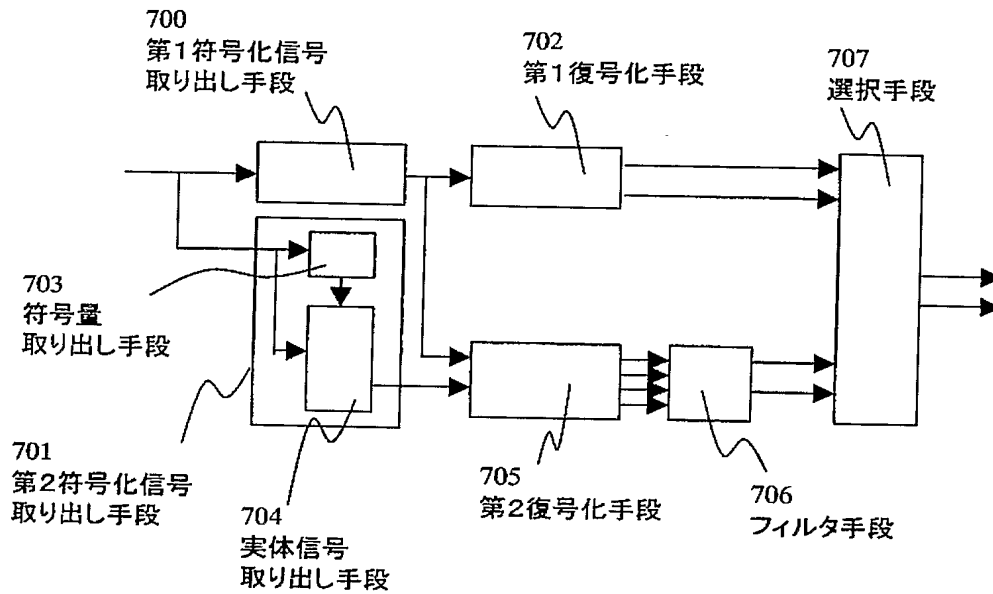 700
第1符号化信号
取り出し手段
702
第1復号化手段
707
選択手段
703
符号量
取り出し手段
701
第2符号化信号
取り出し手段
704
実体信号
取り出し手段
705
第2復号化手段
706
フィルタ手段